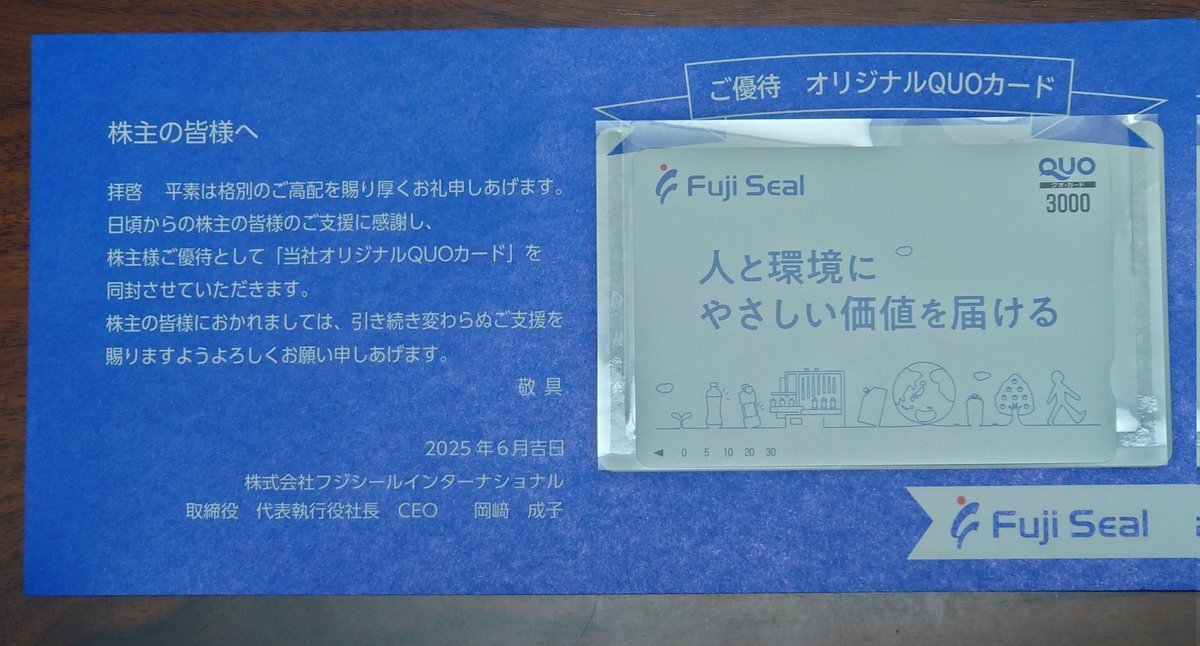 株主の皆様へ
拝啓　平素は格別のご高配を賜り厚くお礼申しあげます。
日頃からの株主の皆様のご支援に感謝し、
株主様ご優待として「当社オリジナルQUOカード」を
同封させていただきます。
株主の皆様におかれましては、引き続き変わらぬご支援を
賜りますようよろしくお願い申しあげます。
敬 具
2025年6月吉日
株式会社フジシールインターナショナル
取締役　代表執行役社長　CEO　　岡﨑　成子
ご優待　オリジナルQUOカード
Fuji Seal
QUO
クオ・カード
3000
人と環境に
やさしい価値を届ける
◀ 0 5 10 20 30
Fuji Seal